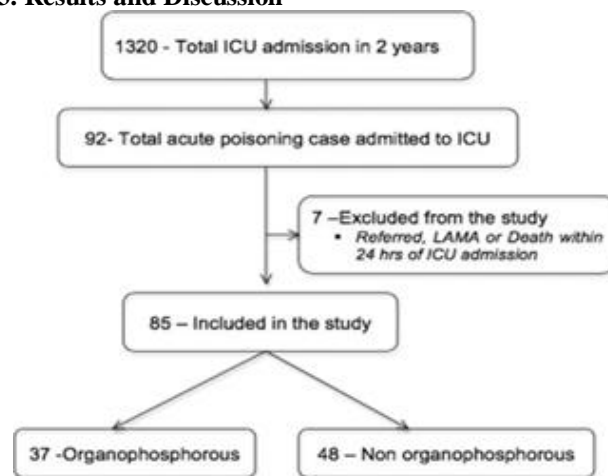 3. Results and Discussion
1320 - Total ICU admission in 2 years
92- Total acute poisoning case admitted to ICU
7 –Excluded from the study
▪ Referred, LAMA or Death within
24 hrs of ICU admission
85 – Included in the study
37 -Organophosphorous
48 – Non organophosphorous